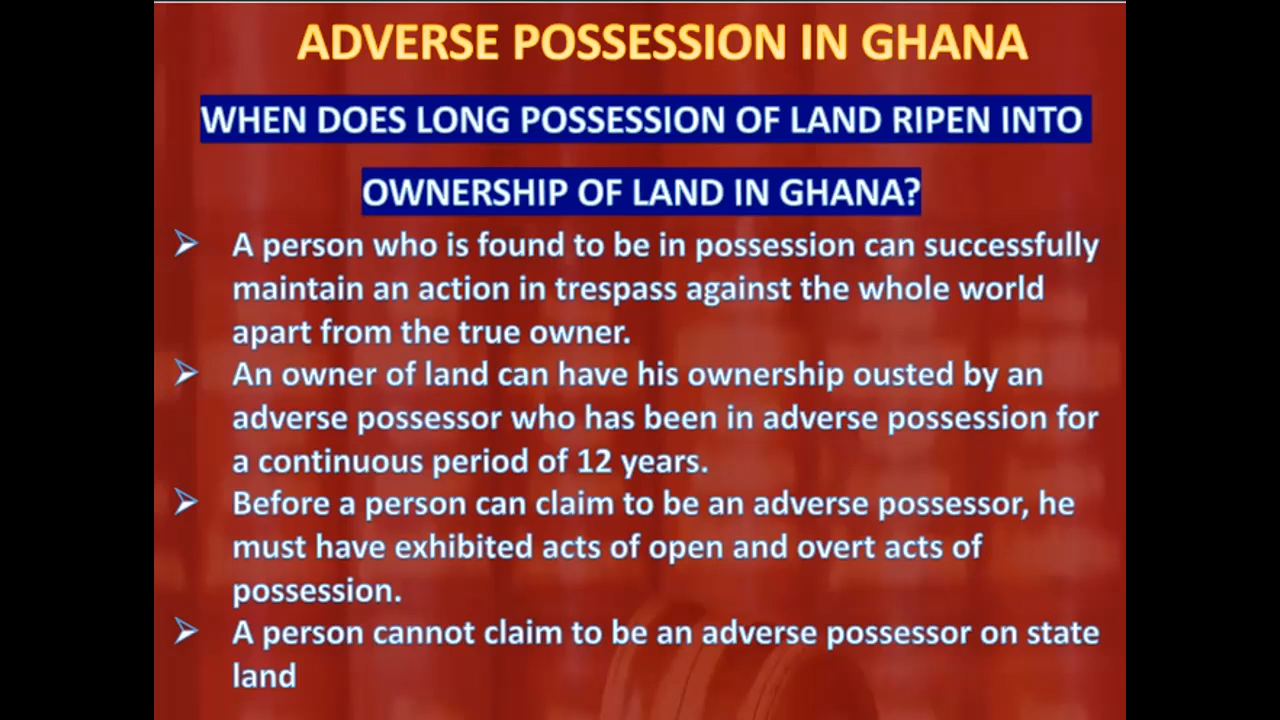 ADVERSE POSSESSION IN GHANA
WHEN DOES LONG POSSESSION OF LAND RIPEN INTO
OWNERSHIP OF LAND IN GHANA?
➢ A person who is found to be in possession can successfully
maintain an action in trespass against the whole world
apart from the true owner.
➢ An owner of land can have his ownership ousted by an
adverse possessor who has been in adverse possession for
a continuous period of 12 years.
➢ Before a person can claim to be an adverse possessor, he
must have exhibited acts of open and overt acts of
possession.
➢ A person cannot claim to be an adverse possessor on state
land